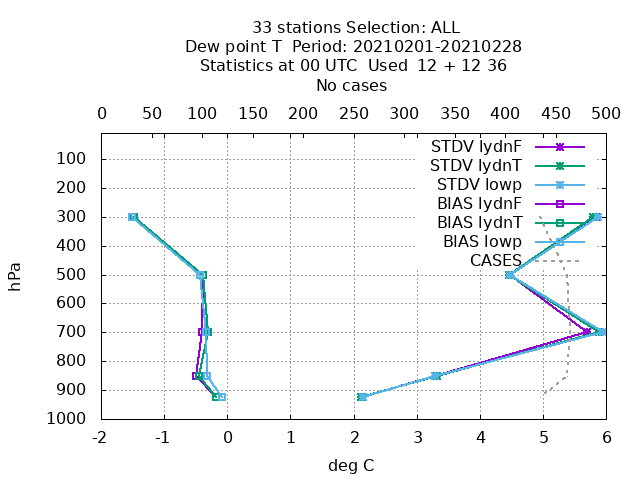 33 stations Selection: ALL
Dew point T  Period: 20210201-20210228
Statistics at 00 UTC  Used  12 + 12 36
No cases
0 50 100 150 200 250 300 350 400 450 500
STDV lydnF
STDV lydnT
STDV lowp
BIAS lydnF
BIAS lydnT
BIAS lowp
CASES
100
200
300
400
500
600
700
800
900
1000
hPa
-2 -1 0 1 2 3 4 5 6
deg C